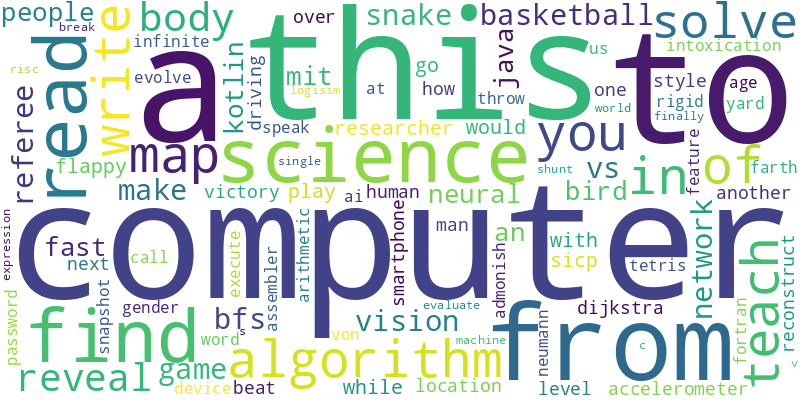 people
break
over
snake
basketball
solve
body
infinite
risc
write
evolve
a
this
to
java
us
intoxication
mit
go
how
at
logisim
throw
one
style
age
world
rigid
yard
finally
read
referee
kotlin
driving
speak
researcher
would
you
map
science
single
vs
in
of
feature
farth
flappy
shunt
make
victory
play
ai
human
neural
bird
another
computer
expression
fast
next
call
execute
arithmetic
assembler
smartphone
man
an
admonish
with
sicp
tetris
network
teach
reconstruct
password
snapshot
gender
find
bfs
s
word
von
vision
evaluate
machine
from
dijkstra
neumann
c
fortran
v
reveal
game
device
beat
algorithm
while
location
level
accelerometer